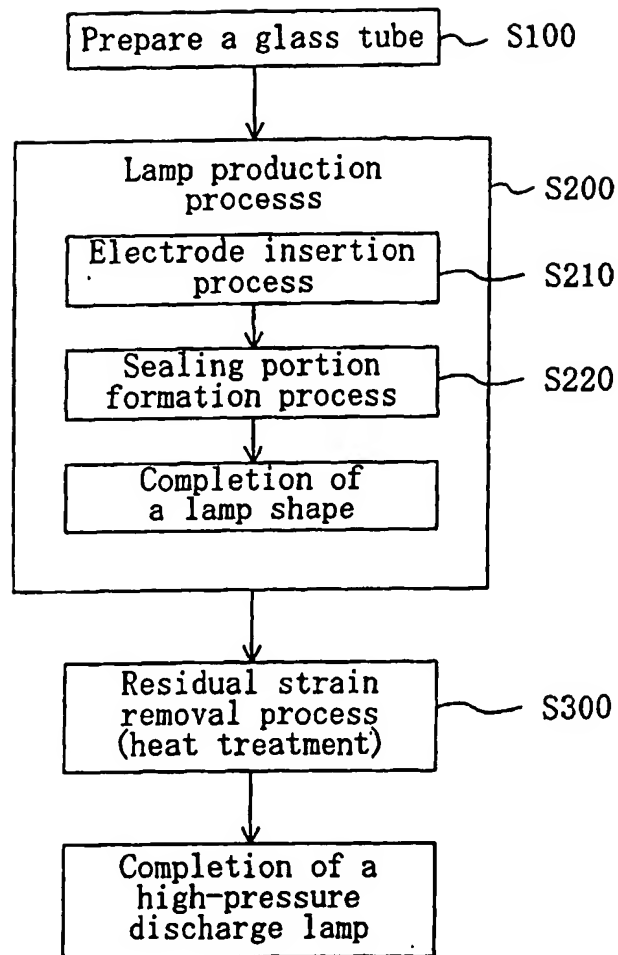 Prepare a glass tube
S100
Lamp production
processs
S200
Electrode insertion
process
S210
Sealing portion
formation process
S220
Completion of
a lamp shape
Residual strain
removal process
(heat treatment)
S300
Completion of a
high-pressure
discharge lamp